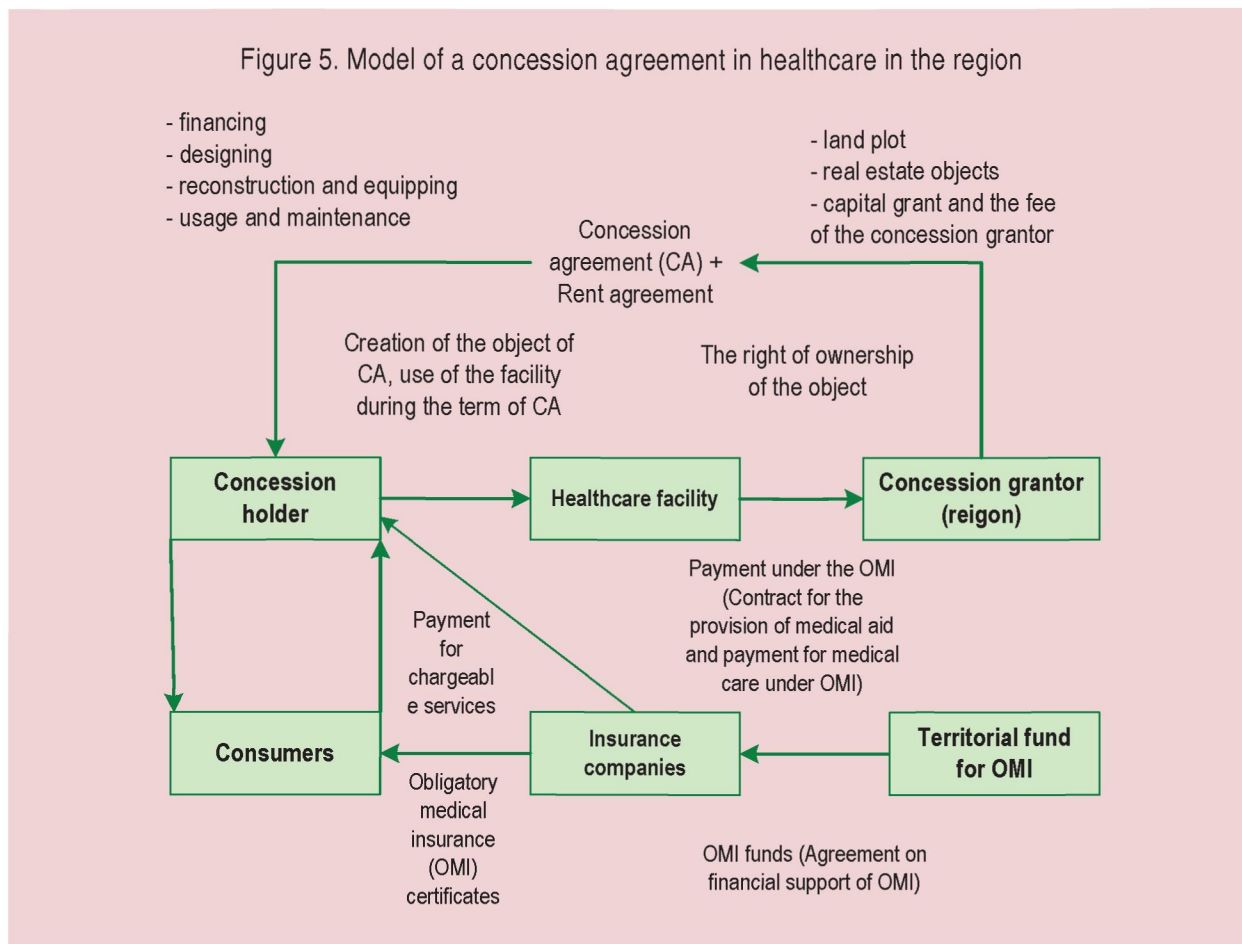 Figure 5. Model of a concession agreement in healthcare in the region
- financing
- designing
- reconstruction and equipping
- usage and maintenance
- land plot
- real estate objects
- capital grant and the fee
of the concession grantor
Concession
agreement (CA) +
Rent agreement
Creation of the object of
CA, use of the facility
during the term of CA
The right of ownership
of the object
Concession
holder
Healthcare facility
Concession grantor
(reigon)
Payment
for
chargeabl
e services
Payment under the OMI
(Contract for the
provision of medical aid
and payment for medical
care under OMI)
Consumers
Insurance
companies
Territorial fund
for OMI
Obligatory
medical
insurance
(OMI)
certificates
OMI funds (Agreement on
financial support of OMI)